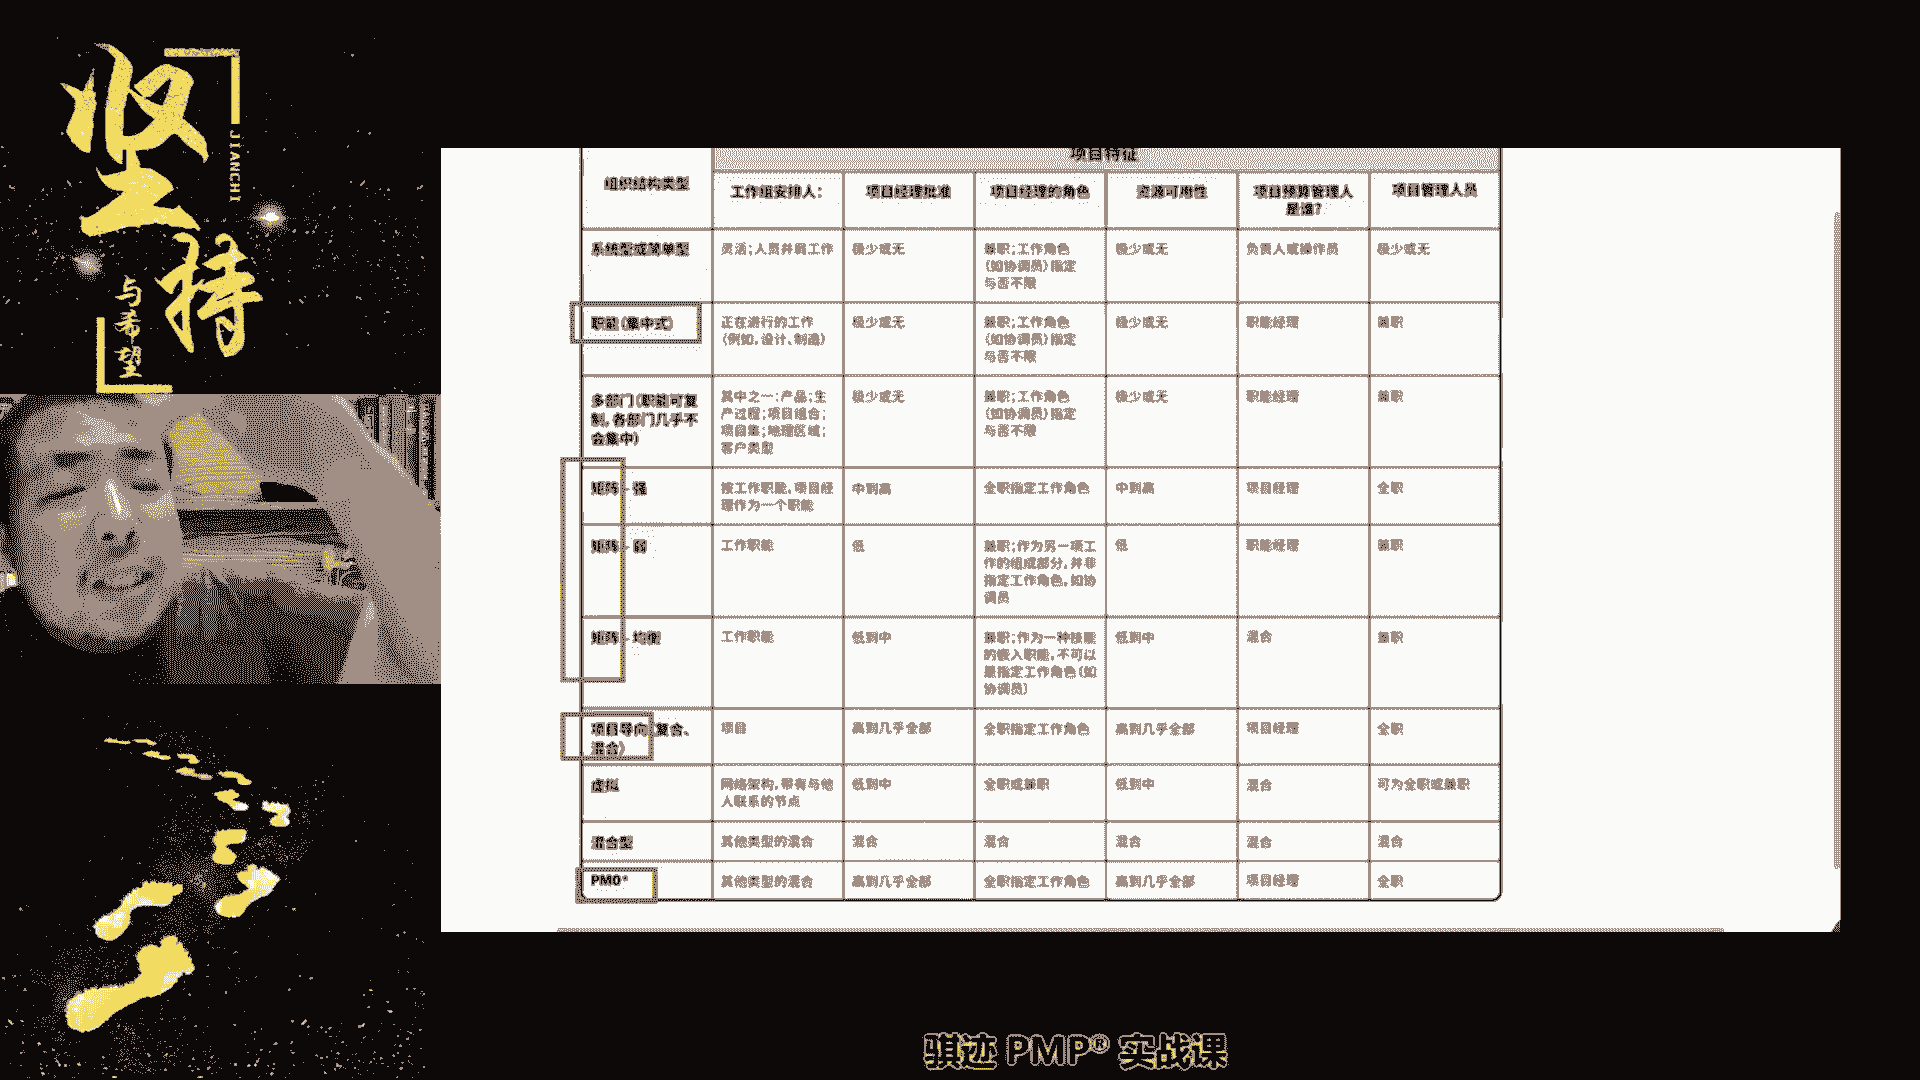 坚持
JIANCHI
与希望
项目特征
组织结构类型
工作组安排人：
项目经理批准
项目经理的角色
资源可用性
项目预算管理人
是谁？
项目管理人员
系统型或简单型
灵活；人员并肩工作
极少或无
兼职；工作角色
（如协调员）指定
与否不限
极少或无
负责人或操作员
极少或无
职能（集中式）
正在进行的工作
（例如，设计、制造）
极少或无
兼职；工作角色
（如协调员）指定
与否不限
极少或无
职能经理
兼职
多部门（职能可复
制，各部门几乎不
会集中）
其中之一：产品；生
产过程；项目组合；
项目集；地理区域；
客户类型
极少或无
兼职；工作角色
（如协调员）指定
与否不限
极少或无
职能经理
兼职
矩阵 - 强
按工作职能，项目经
理作为一个职能
中到高
全职指定工作角色
中到高
项目经理
全职
矩阵 - 弱
工作职能
低
兼职；作为另一项工
作的组成部分，并非
指定工作角色，如协
调员
低
职能经理
兼职
矩阵 - 均衡
工作职能
低到中
兼职；作为一种技能
的嵌入职能，不可以
是指定工作角色（如
协调员）
低到中
混合
兼职
项目导向（复合、
混合）
项目
高到几乎全部
全职指定工作角色
高到几乎全部
项目经理
全职
虚拟
网络架构，带有与他
人联系的节点
低到中
全职或兼职
低到中
混合
可为全职或兼职
混合型
其他类型的混合
混合
混合
混合
混合
混合
PMO*
其他类型的混合
高到几乎全部
全职指定工作角色
高到几乎全部
项目经理
全职
骐迹 PMP® 实战课